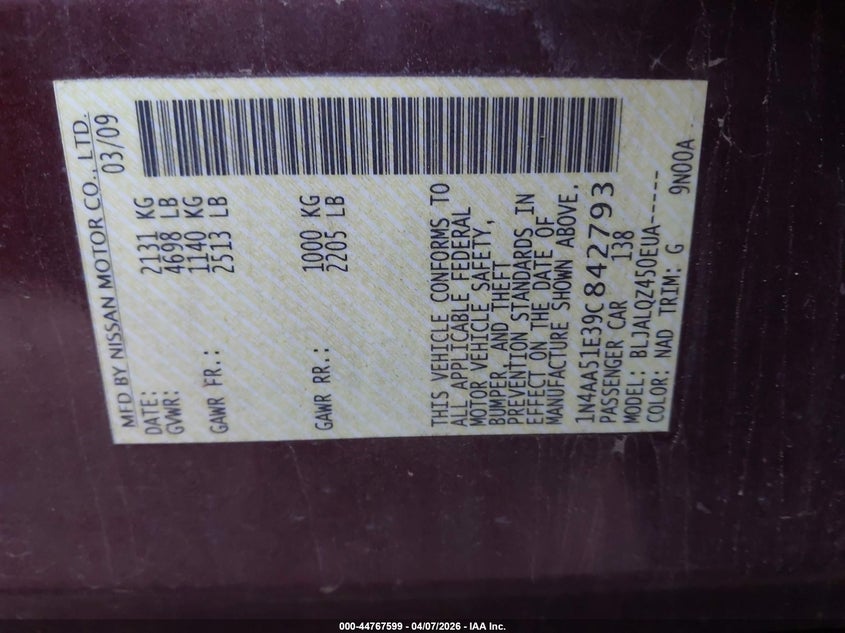 MFD BY NISSAN MOTOR CO., LTD.
DATE: 03/09
GVWR: 2131 KG
4698 LB
GAWR FR.: 1140 KG
2513 LB
GAWR RR.: 1000 KG
2205 LB
THIS VEHICLE CONFORMS TO
ALL APPLICABLE FEDERAL
MOTOR VEHICLE SAFETY,
BUMPER, AND THEFT
PREVENTION STANDARDS IN
EFFECT ON THE DATE OF
MANUFACTURE SHOWN ABOVE.
1N4AA51E39C842793
PASSENGER CAR 138
MODEL: BLJALQZ450EUA-----
COLOR: NAD TRIM: G 9N00A
000-44767599 - 04/07/2026 - IAA Inc.